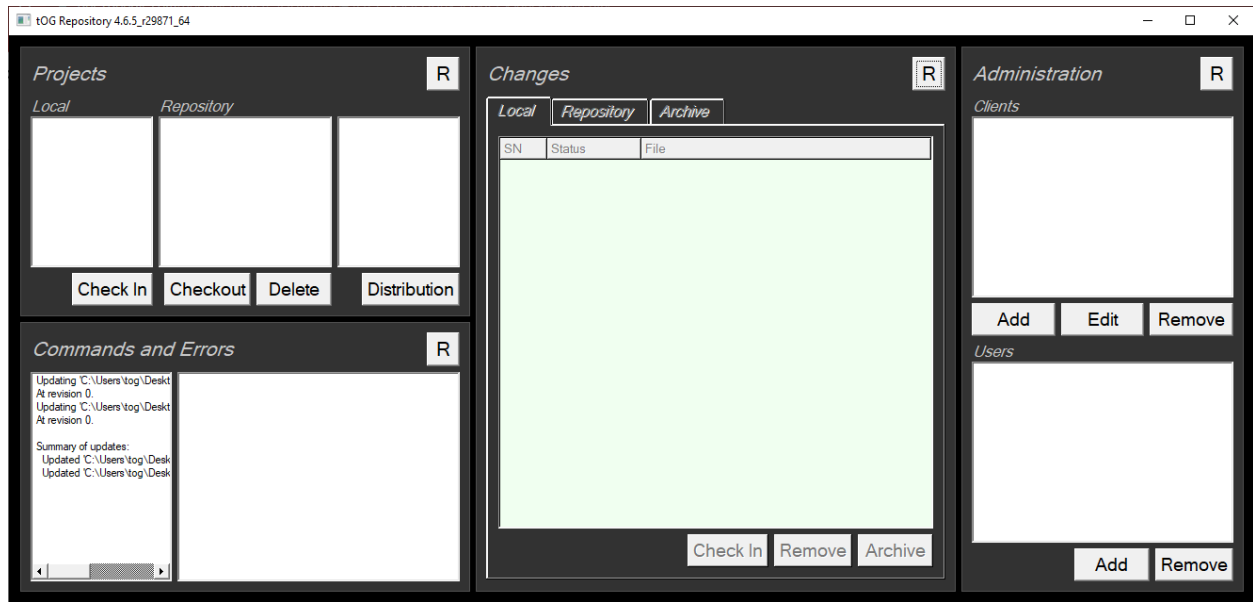 tOG Repository 4.6.5_r29871_64
Projects
R
Local
Repository
Check In
Checkout
Delete
Distribution
Commands and Errors
R
Updating 'C:\Users\tog\Deskt
At revision 0.
Updating 'C:\Users\tog\Deskt
At revision 0.
Summary of updates:
Updated 'C:\Users\tog\Desk
Updated 'C:\Users\tog\Desk
Changes
R
Local
Repository
Archive
SN
Status
File
Check In
Remove
Archive
Administration
R
Clients
Add
Edit
Remove
Users
Add
Remove